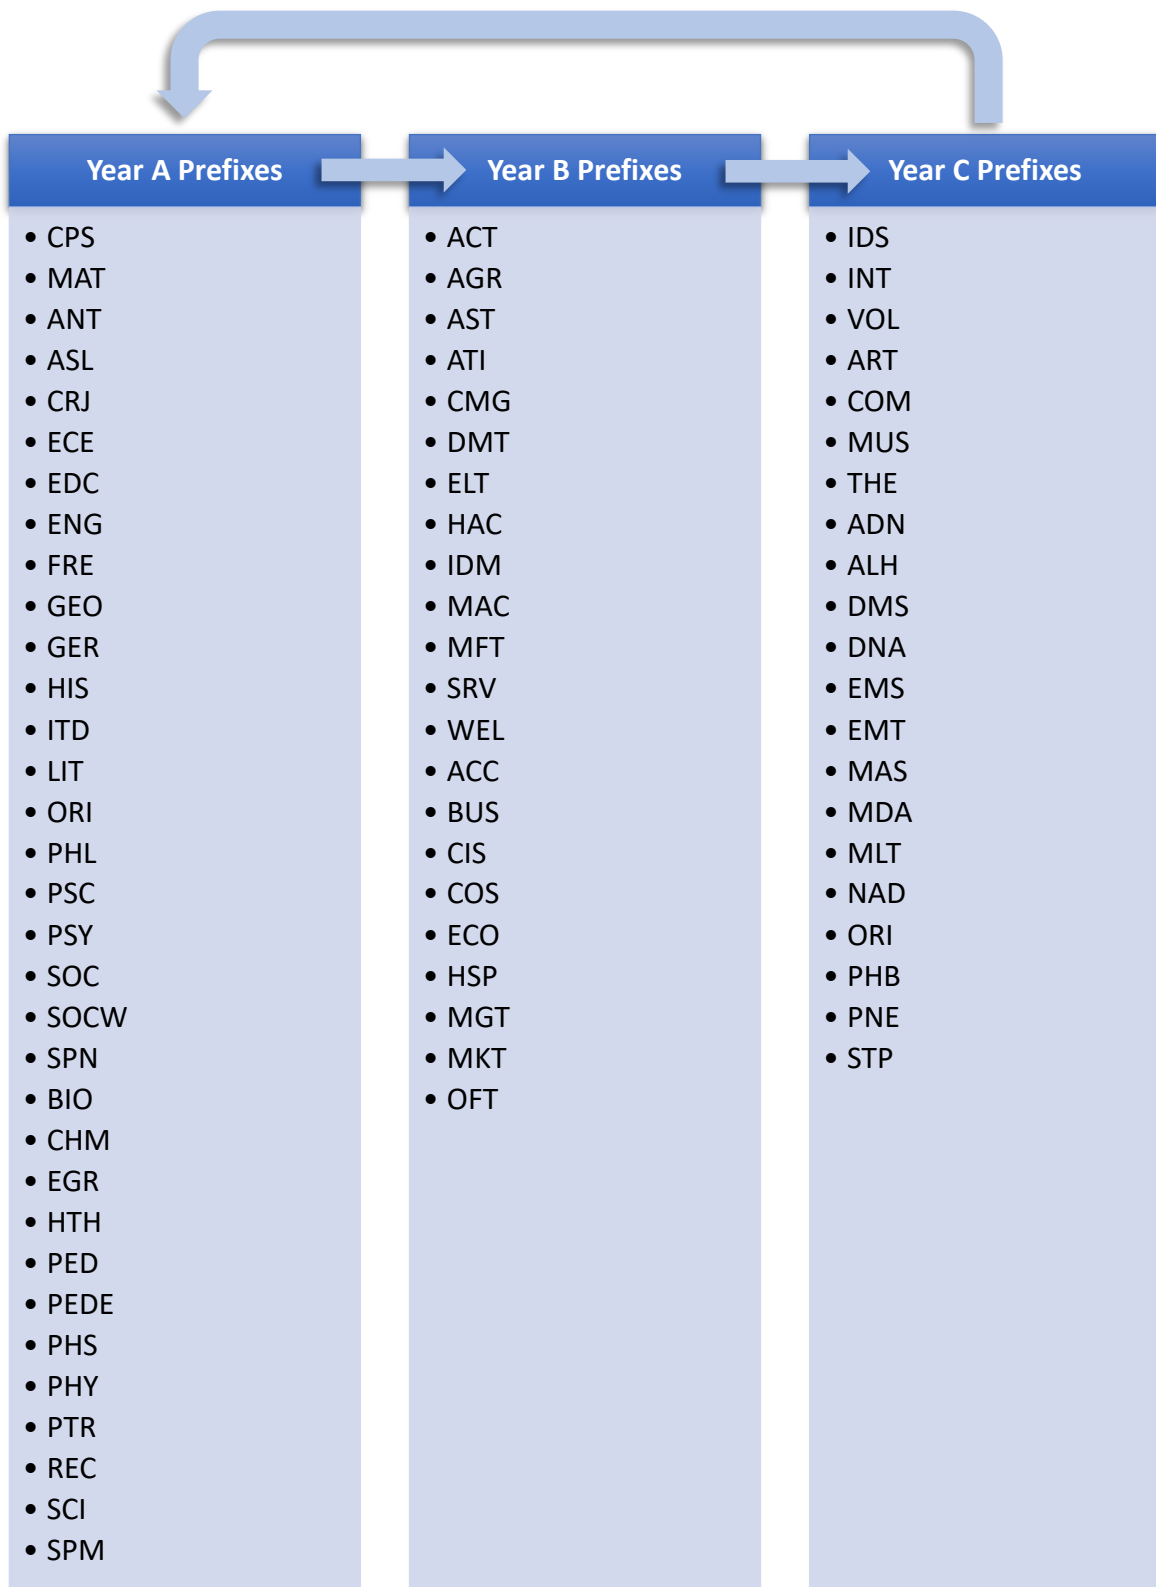 Year A Prefixes
• CPS
• MAT
• ANT
• ASL
• CRJ
• ECE
• EDC
• ENG
• FRE
• GEO
• GER
• HIS
• ITD
• LIT
• ORI
• PHL
• PSC
• PSY
• SOC
• SOCW
• SPN
• BIO
• CHM
• EGR
• HTH
• PED
• PEDE
• PHS
• PHY
• PTR
• REC
• SCI
• SPM
Year B Prefixes
• ACT
• AGR
• AST
• ATI
• CMG
• DMT
• ELT
• HAC
• IDM
• MAC
• MFT
• SRV
• WEL
• ACC
• BUS
• CIS
• COS
• ECO
• HSP
• MGT
• MKT
• OFT
Year C Prefixes
• IDS
• INT
• VOL
• ART
• COM
• MUS
• THE
• ADN
• ALH
• DMS
• DNA
• EMS
• EMT
• MAS
• MDA
• MLT
• NAD
• ORI
• PHB
• PNE
• STP